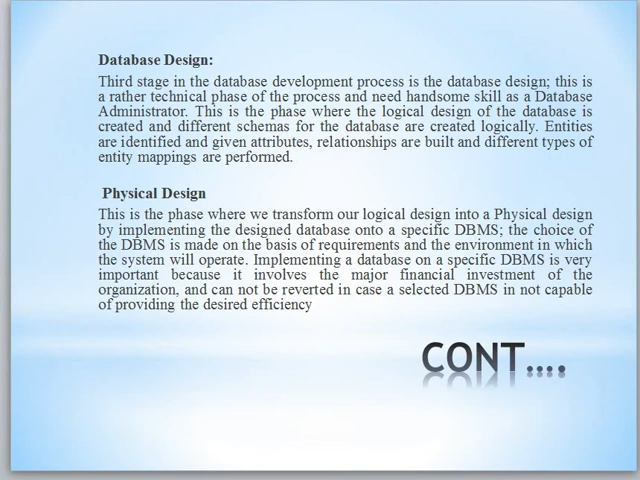 Database Design:
Third stage in the database development process is the database design; this is
a rather technical phase of the process and need handsome skill as a Database
Administrator. This is the phase where the logical design of the database is
created and different schemas for the database are created logically. Entities
are identified and given attributes, relationships are built and different types of
entity mappings are performed.
Physical Design
This is the phase where we transform our logical design into a Physical design
by implementing the designed database onto a specific DBMS; the choice of
the DBMS is made on the basis of requirements and the environment in which
the system will operate. Implementing a database on a specific DBMS is very
important because it involves the major financial investment of the
organization, and can not be reverted in case a selected DBMS in not capable
of providing the desired efficiency
CONT....